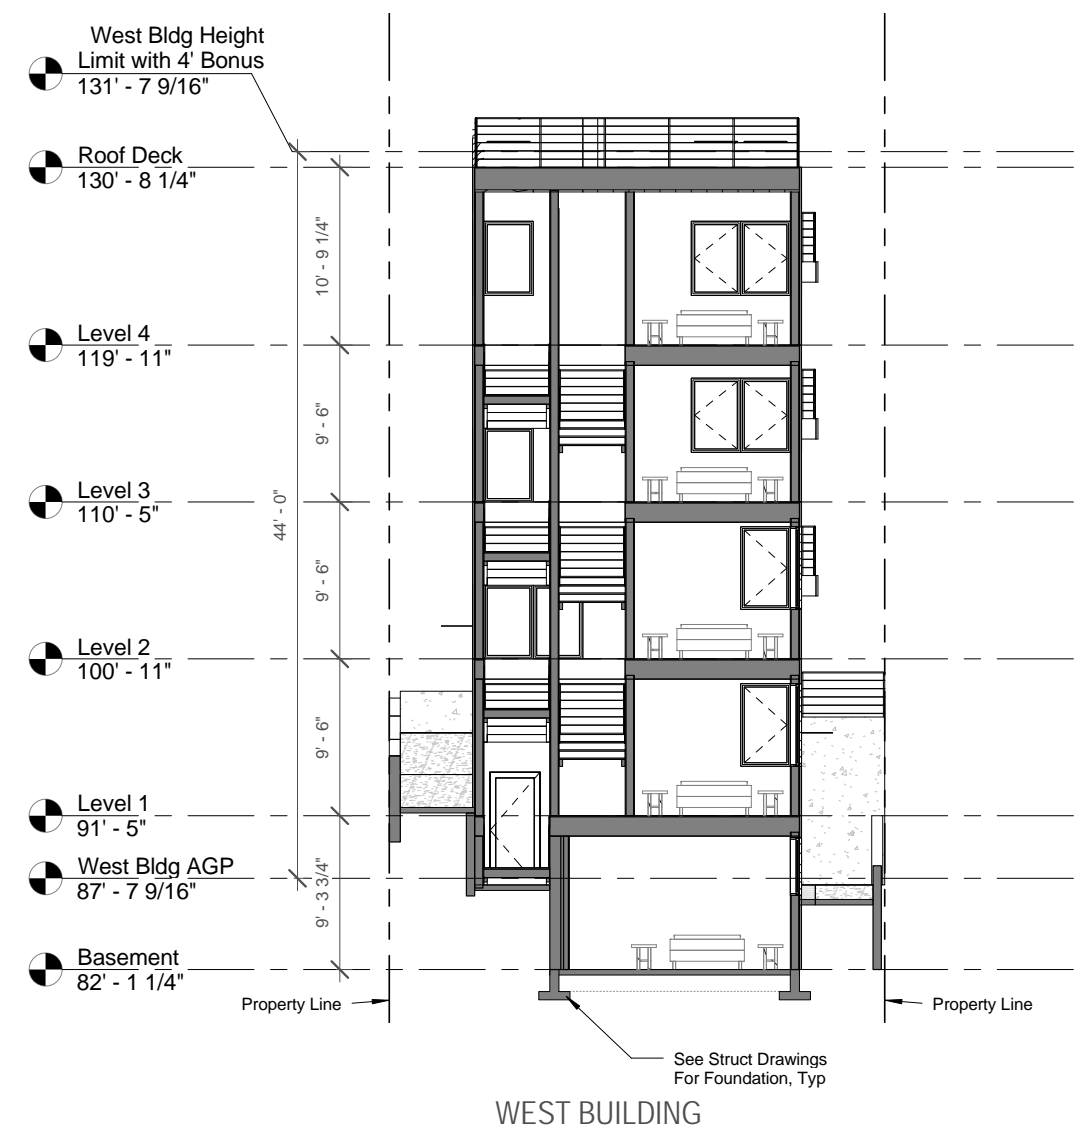 West Bldg Height
Limit with 4' Bonus
131' - 7 9/16"
Roof Deck
130' - 8 1/4"
10' - 9 1/4"
Level 4
119' - 11"
9' - 6"
Level 3
110' - 5"
44' - 0"
9' - 6"
Level 2
100' - 11"
9' - 6"
Level 1
91' - 5"
West Bldg AGP
87' - 7 9/16"
9' - 3 3/4"
Basement
82' - 1 1/4"
Property Line
Property Line
See Struct Drawings
For Foundation, Typ
WEST BUILDING